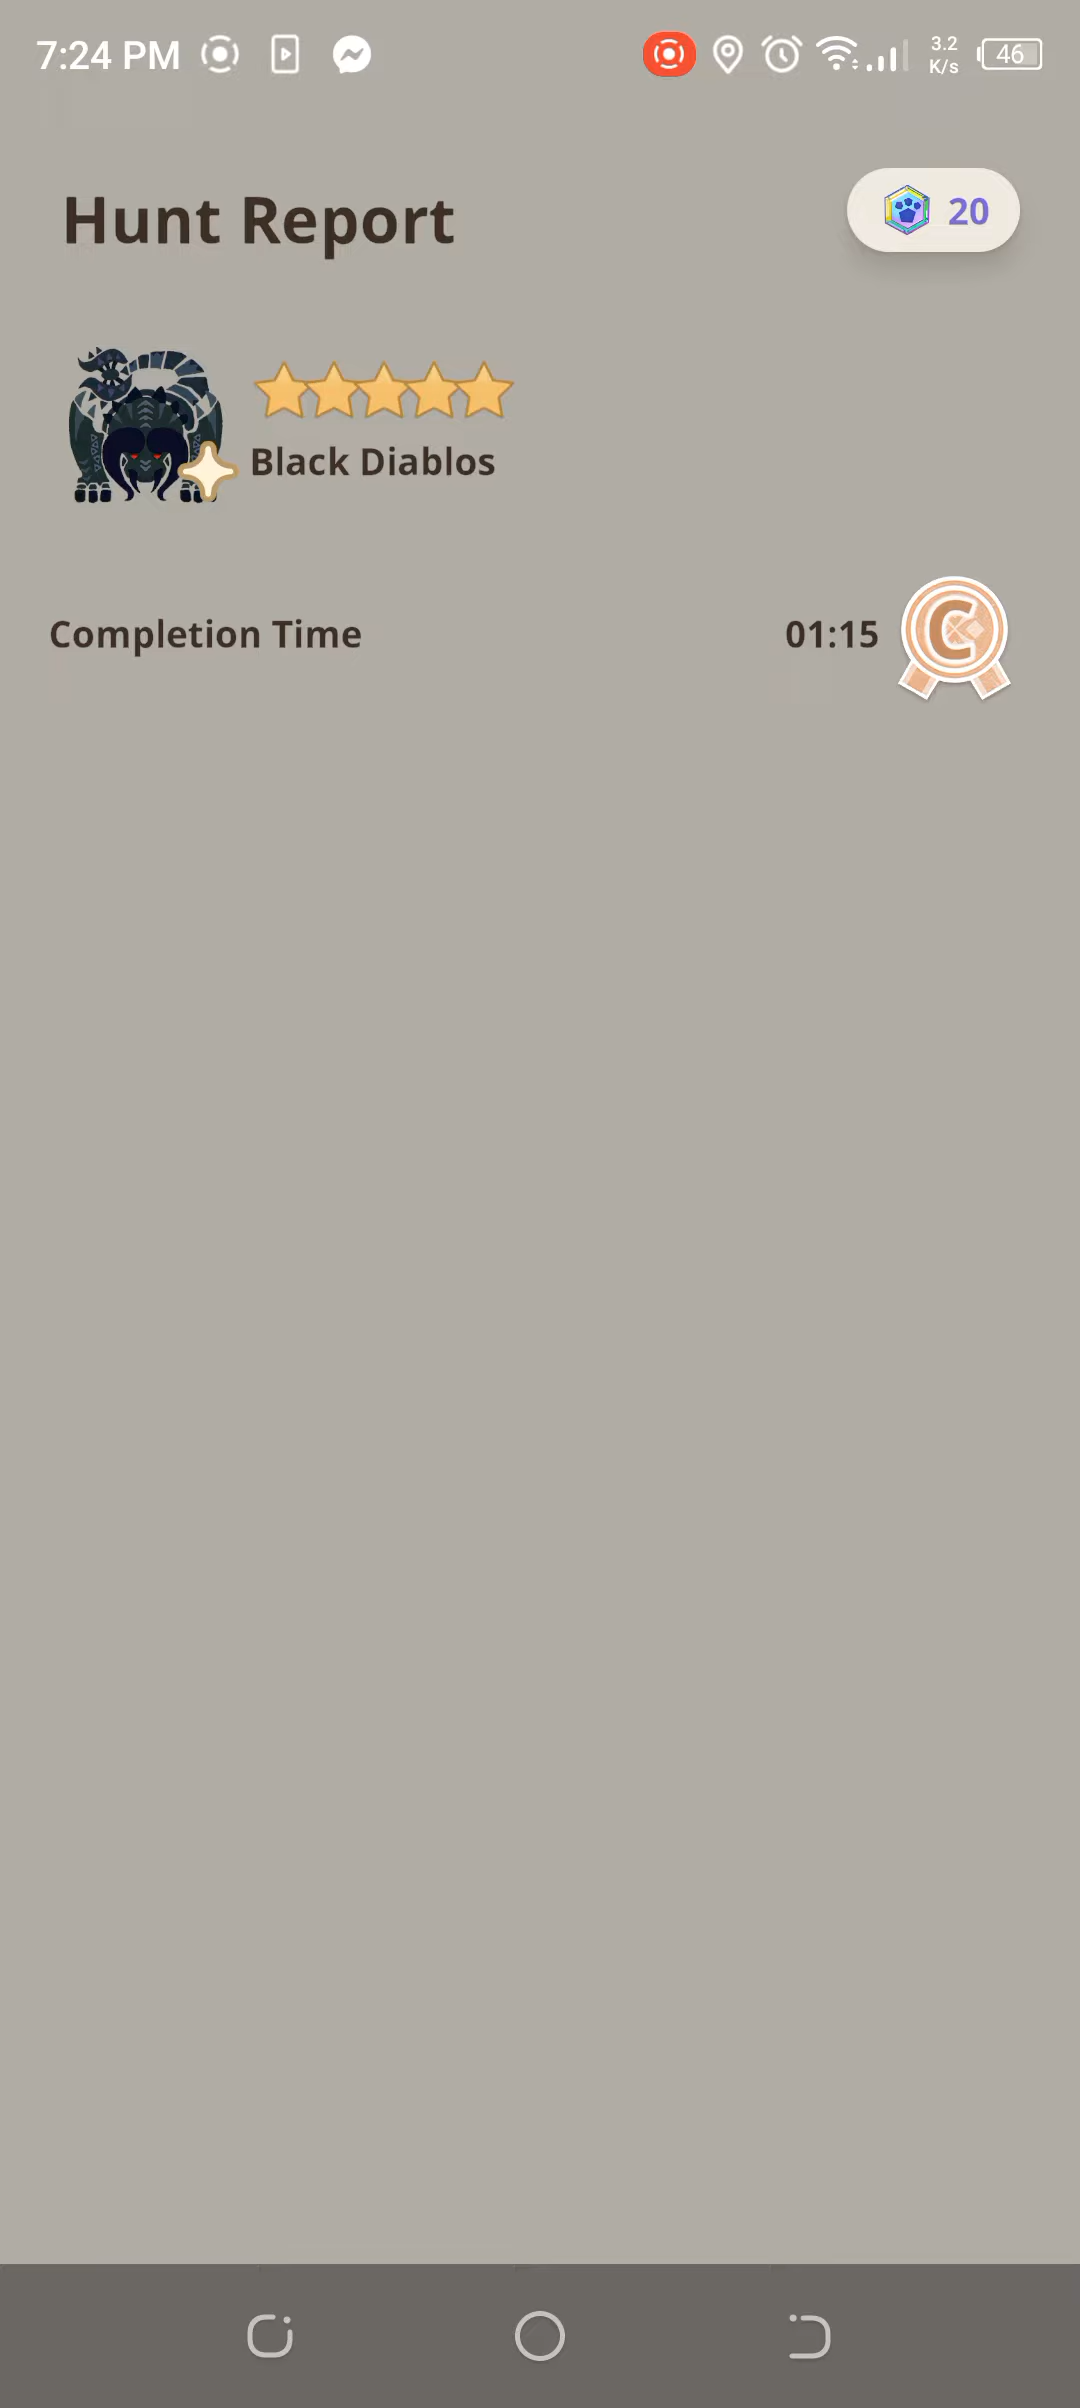 7:24 PM
3.2
K/s
46
Hunt Report
20
Black Diablos
Completion Time
01:15
C